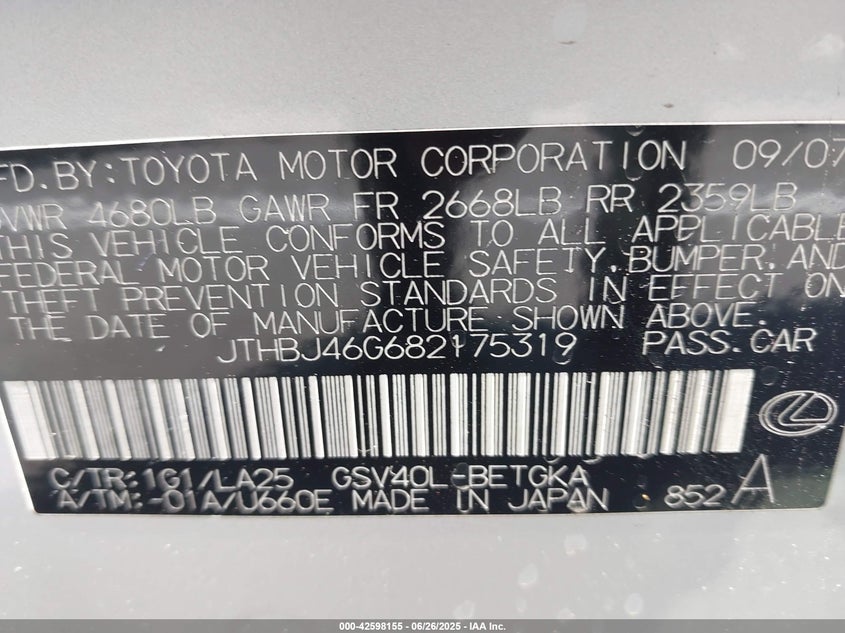 FD. BY: TOYOTA MOTOR CORPORATION 09/07
VWR 4680LB GAWR FR 2668LB RR 2359LB
THIS VEHICLE CONFORMS TO ALL APPLICABLE
FEDERAL MOTOR VEHICLE SAFETY, BUMPER, AND
THEFT PREVENTION STANDARDS IN EFFECT ON
THE DATE OF MANUFACTURE SHOWN ABOVE.
JTHBJ46G682175319 PASS. CAR
C/TR: 1G1/LA25 GSV40L-BETGKA
A/TM: -01A/U660E MADE IN JAPAN 852 A
000-42598155 - 06/26/2025 - IAA Inc.